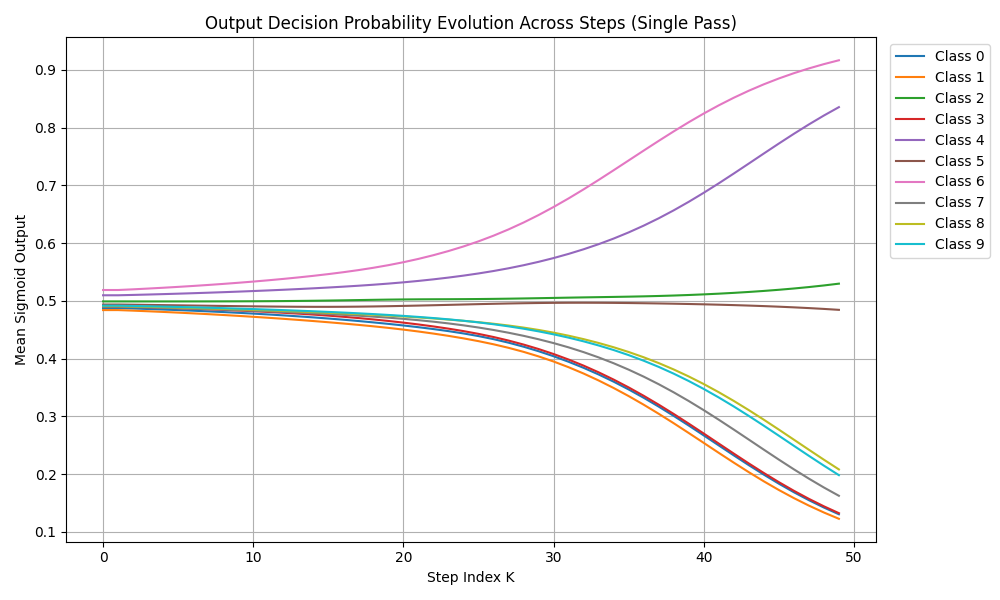 Output Decision Probability Evolution Across Steps (Single Pass)
Mean Sigmoid Output
0.9
0.8
0.7
0.6
0.5
0.4
0.3
0.2
0.1
0 10 20 30 40 50
Step Index K
Class 0
Class 1
Class 2
Class 3
Class 4
Class 5
Class 6
Class 7
Class 8
Class 9